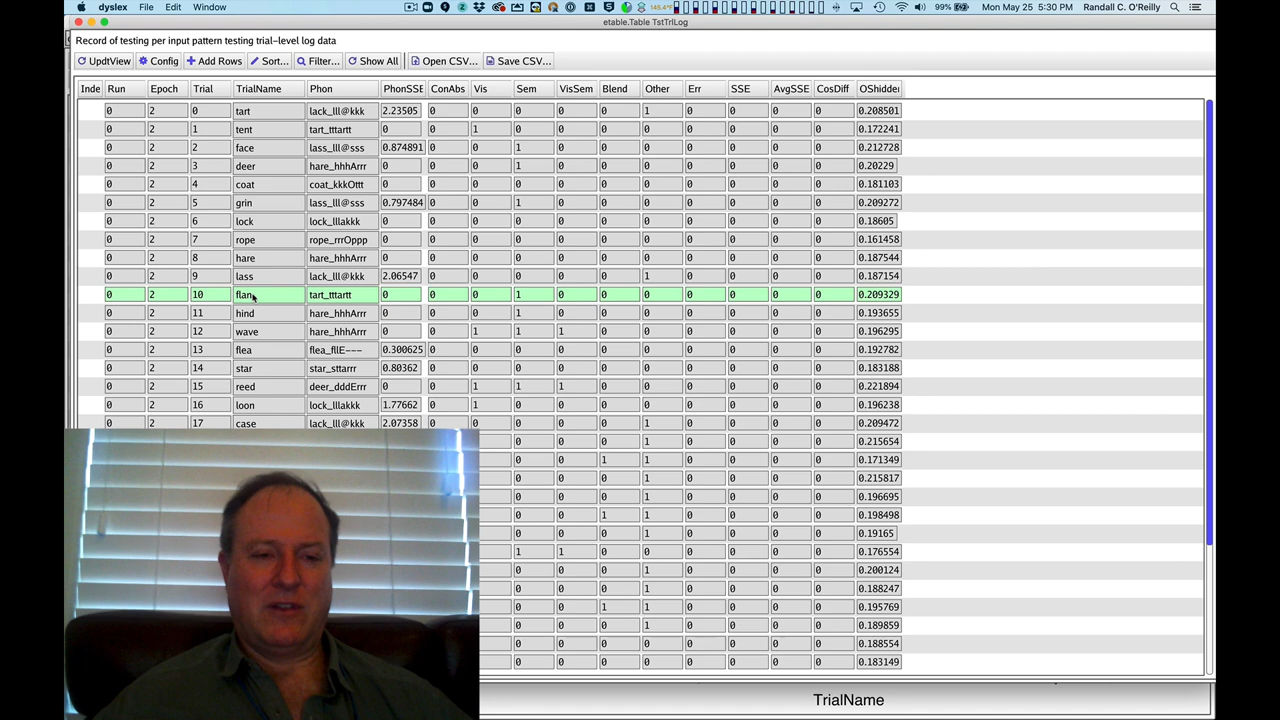 dyslex File Edit Window 145.4°F 99% Mon May 25 5:30 PM Randall C. O'Reilly
etable.Table TstTrlLog
Record of testing per input pattern testing trial-level log data
UpdtView Config Add Rows Sort... Filter... Show All Open CSV... Save CSV...
Inde Run Epoch Trial TrialName Phon PhonSSE ConAbs Vis Sem VisSem Blend Other Err SSE AvgSSE CosDiff OShidden
0 2 0 tart lack_lll@kkk 2.23505 0 0 0 0 0 1 0 0 0 0 0.208501
0 2 1 tent tart_tttartt 0 0 1 0 0 0 0 0 0 0 0 0.172241
0 2 2 face lass_lll@sss 0.874891 0 0 1 0 0 0 0 0 0 0 0.212728
0 2 3 deer hare_hhhArrr 0 0 0 1 0 0 0 0 0 0 0 0.20229
0 2 4 coat coat_kkkOttt 0 0 0 0 0 0 0 0 0 0 0 0.181103
0 2 5 grin lass_lll@sss 0.797484 0 0 1 0 0 0 0 0 0 0 0.209272
0 2 6 lock lock_lllakkk 0 0 0 0 0 0 0 0 0 0 0 0.18605
0 2 7 rope rope_rrrOppp 0 0 0 0 0 0 0 0 0 0 0 0.161458
0 2 8 hare hare_hhhArrr 0 0 0 0 0 0 0 0 0 0 0 0.187544
0 2 9 lass lack_lll@kkk 2.06547 0 0 0 0 0 1 0 0 0 0 0.187154
0 2 10 flan tart_tttartt 0 0 0 1 0 0 0 0 0 0 0 0.209329
0 2 11 hind hare_hhhArrr 0 0 0 1 0 0 0 0 0 0 0 0.193655
0 2 12 wave hare_hhhArrr 0 0 1 1 1 0 0 0 0 0 0 0.196295
0 2 13 flea flea_fllE--- 0.300625 0 0 0 0 0 0 0 0 0 0 0.192782
0 2 14 star star_sttarrr 0.80362 0 0 0 0 0 0 0 0 0 0 0.183188
0 2 15 reed deer_dddErrr 0 0 1 1 1 0 0 0 0 0 0 0.221894
0 2 16 loon lock_lllakkk 1.77662 0 1 0 0 0 0 0 0 0 0 0.196238
0 2 17 case lack_lll@kkk 2.07358 0 0 0 0 0 1 0 0 0 0 0.209472
0 0 0 0 1 0 0 0 0 0.215654
0 0 0 1 1 0 0 0 0 0.171349
0 0 0 0 1 0 0 0 0 0.215817
0 0 0 0 1 0 0 0 0 0.196695
0 0 0 1 1 0 0 0 0 0.198498
0 0 0 0 1 0 0 0 0 0.19165
0 1 1 0 0 0 0 0 0 0.176554
0 0 0 0 1 0 0 0 0 0.200124
0 0 0 0 1 0 0 0 0 0.188247
0 0 0 1 1 0 0 0 0 0.195769
0 0 0 0 1 0 0 0 0 0.189859
0 0 0 0 0 0 0 0 0 0.188554
0 0 0 0 0 0 0 0 0 0.183149
TrialName